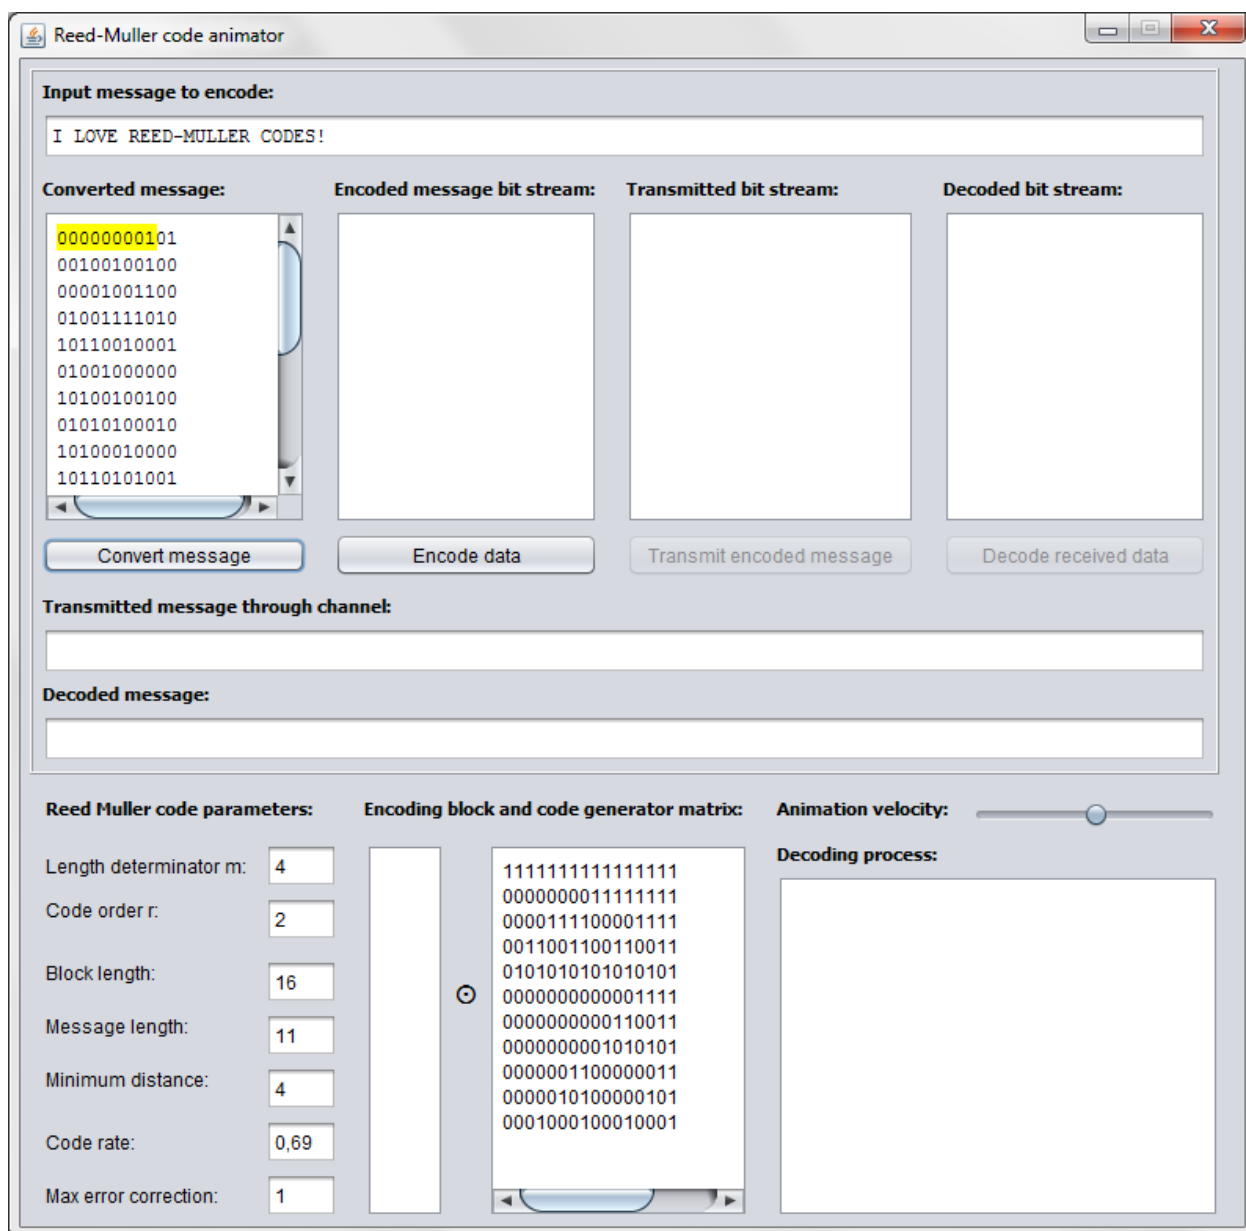 Reed-Muller code animator
Input message to encode:
I LOVE REED-MULLER CODES!
Converted message: Encoded message bit stream: Transmitted bit stream: Decoded bit stream:
00000000101
00100100100
00001001100
01001111010
10110010001
01001000000
10100100100
01010100010
10100010000
10110101001
Convert message Encode data Transmit encoded message Decode received data
Transmitted message through channel:
Decoded message:
Reed Muller code parameters:
Length determinator m: 4
Code order r: 2
Block length: 16
Message length: 11
Minimum distance: 4
Code rate: 0,69
Max error correction: 1
Encoding block and code generator matrix:
1111111111111111
0000000011111111
0000111100001111
0011001100110011
0101010101010101
0000000000001111
0000000000110011
0000000001010101
0000001100000011
0000010100000101
0001000100010001
Animation velocity:
Decoding process: